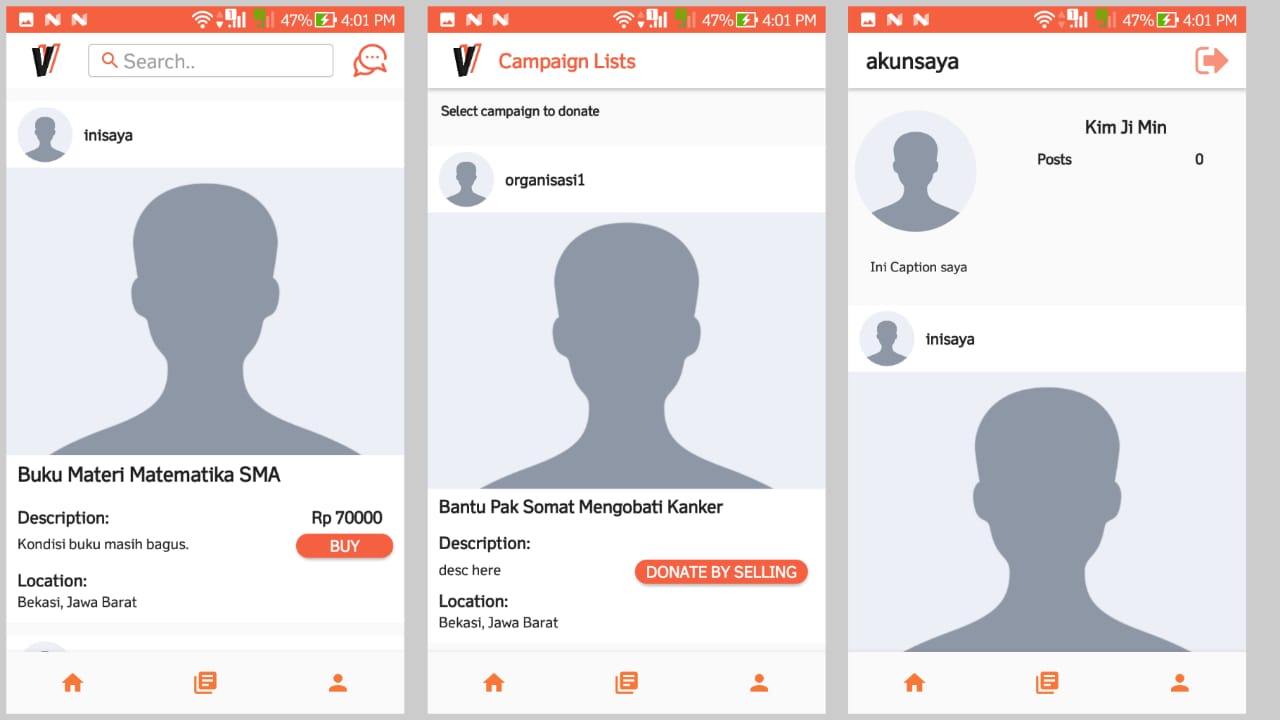 47% 4:01 PM
Search..
inisaya
Buku Materi Matematika SMA
Description:
Rp 70000
Kondisi buku masih bagus.
BUY
Location:
Bekasi, Jawa Barat
47% 4:01 PM
Campaign Lists
Select campaign to donate
organisasi1
Bantu Pak Somat Mengobati Kanker
Description:
desc here
DONATE BY SELLING
Location:
Bekasi, Jawa Barat
47% 4:01 PM
akunsaya
Kim Ji Min
Posts 0
Ini Caption saya
inisaya